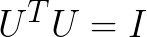 U^T U = I